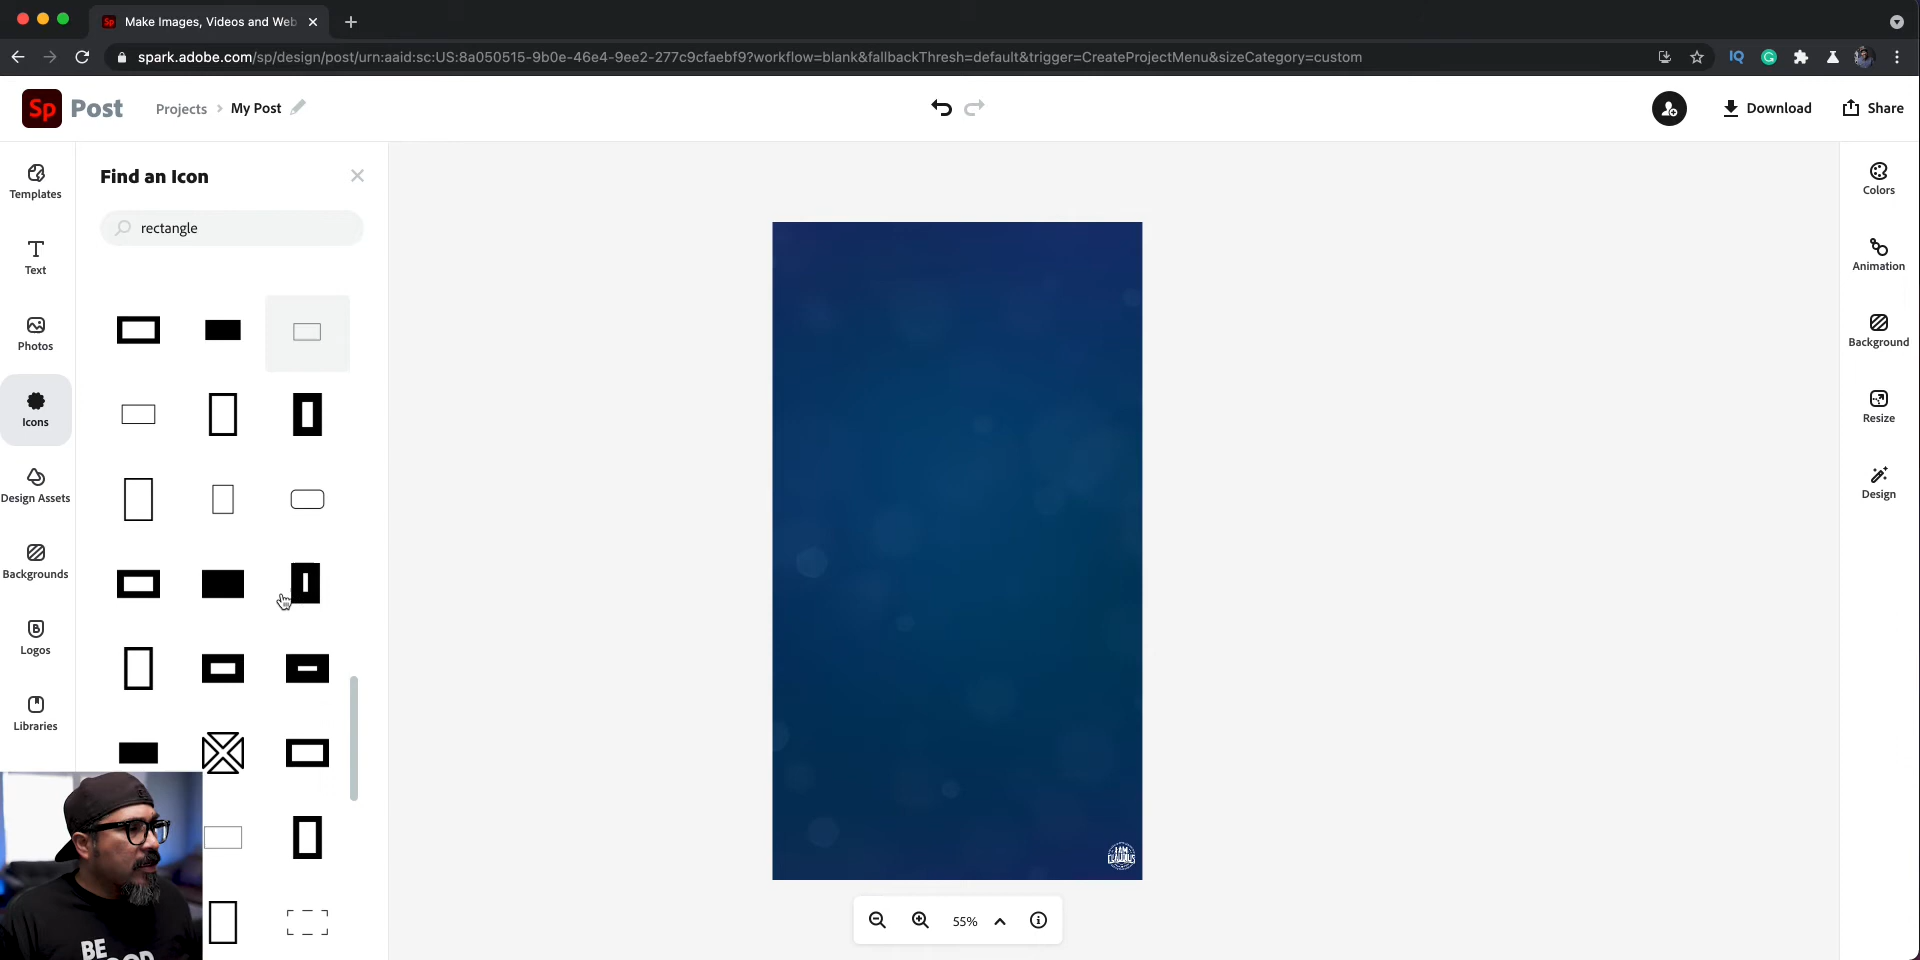 Make Images, Videos and Web
spark.adobe.com/sp/design/post/urn:aaid:sc:US:8a050515-9b0e-46e4-9ee2-277c9cfaebf9?workflow=blank&fallbackThresh=default&trigger=CreateProjectMenu&sizeCategory=custom
Sp Post
Projects > My Post
Download
Share
Find an Icon
rectangle
Templates
Text
Photos
Icons
Design Assets
Backgrounds
Logos
Libraries
Colors
Animation
Background
Resize
Design
I AM
CLAUDIUS
55%
BE